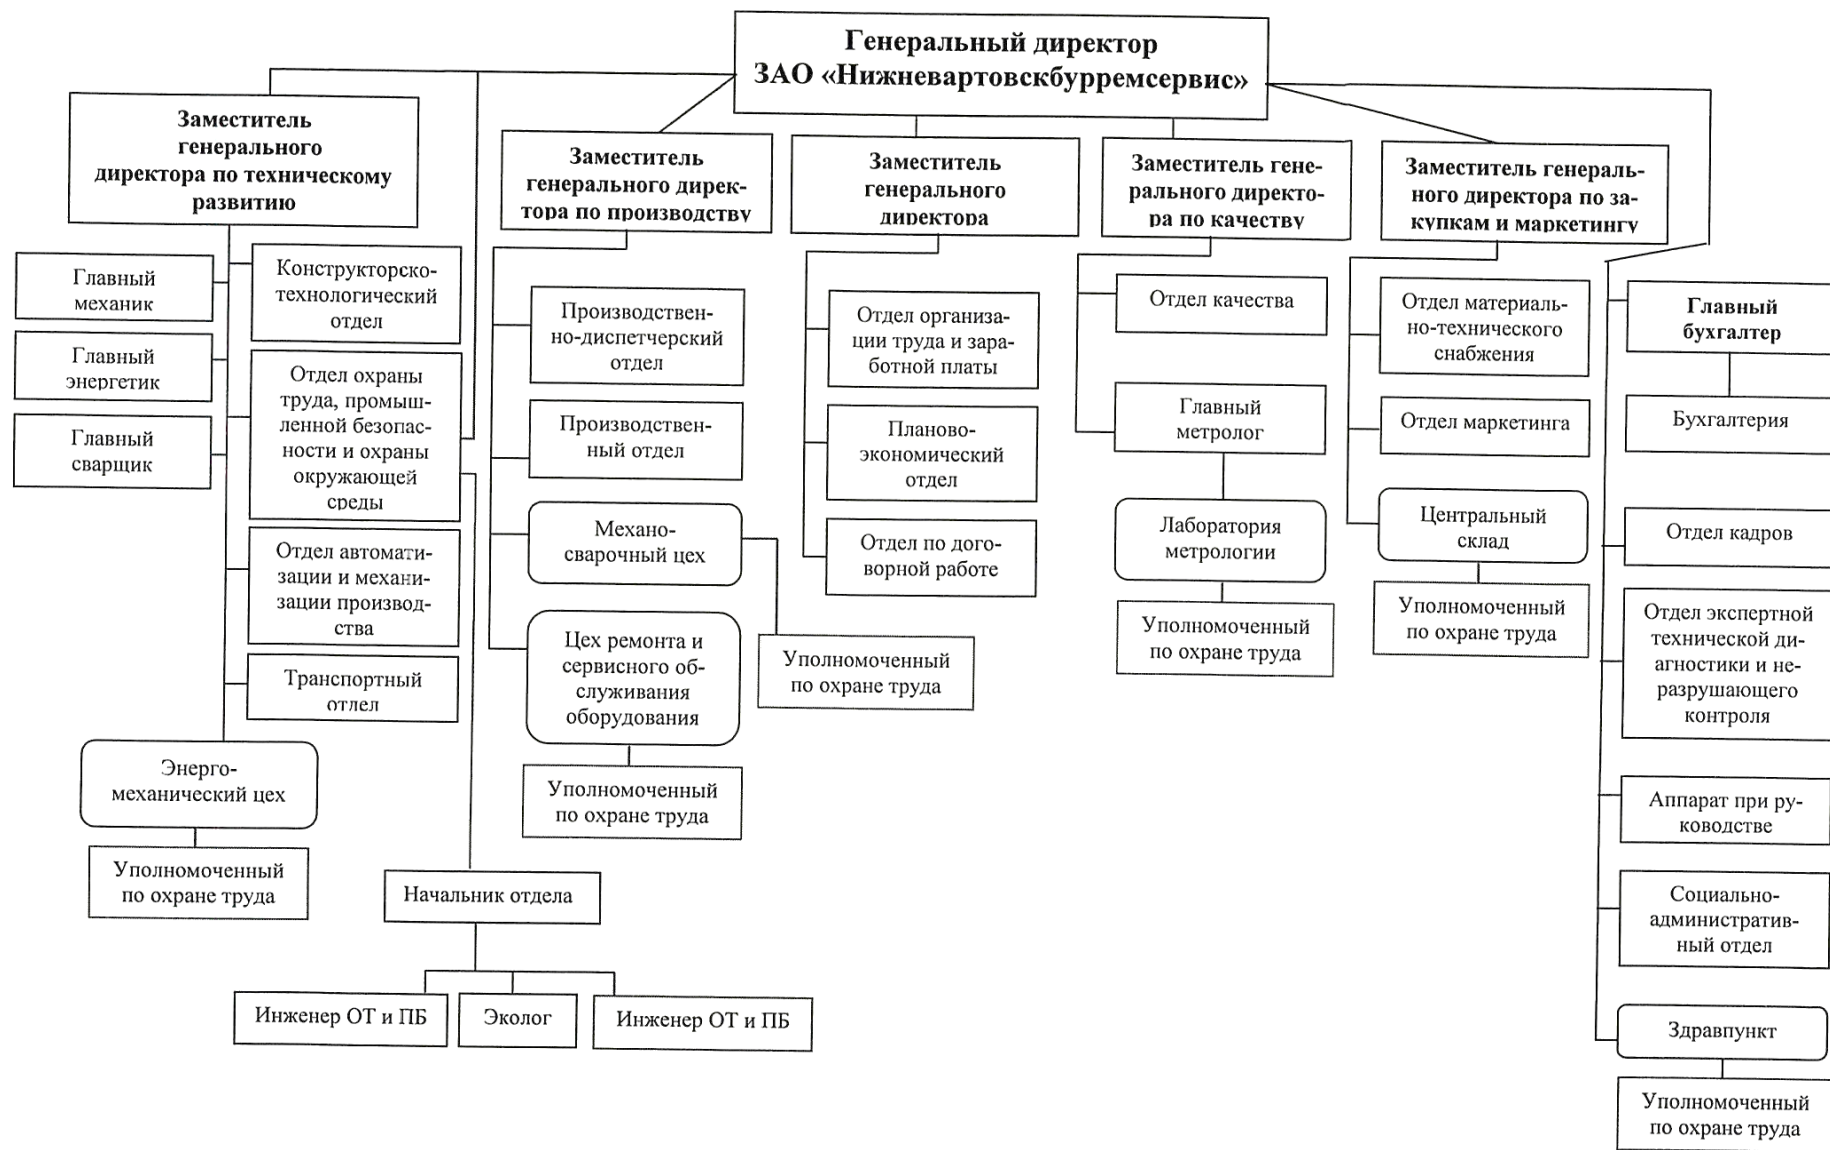 Генеральный директор
ЗАО «Нижневартовскбурремсервис»
Заместитель
генерального
директора по техническому
развитию
Главный
механик
Главный
энергетик
Главный
сварщик
Конструкторско-
технологический
отдел
Отдел охраны
труда, промыш-
ленной безопас-
ности и охраны
окружающей
среды
Отдел автомати-
зации и механи-
зации производ-
ства
Транспортный
отдел
Энерго-
механический цех
Уполномоченный
по охране труда
Начальник отдела
Инженер ОТ и ПБ
Эколог
Инженер ОТ и ПБ
Заместитель
генерального дирек-
тора по производству
Производствен-
но-диспетчерский
отдел
Производствен-
ный отдел
Механо-
сварочный цех
Уполномоченный
по охране труда
Цех ремонта и
сервисного об-
служивания
оборудования
Уполномоченный
по охране труда
Заместитель
генерального
директора
Отдел организа-
ции труда и зара-
ботной платы
Планово-
экономический
отдел
Отдел по дого-
ворной работе
Заместитель гене-
рального директо-
ра по качеству
Отдел качества
Главный
метролог
Лаборатория
метрологии
Уполномоченный
по охране труда
Заместитель генераль-
ного директора по за-
купкам и маркетингу
Отдел материаль-
но-технического
снабжения
Отдел маркетинга
Центральный
склад
Уполномоченный
по охране труда
Главный
бухгалтер
Бухгалтерия
Отдел кадров
Отдел экспертной
технической ди-
агностики и не-
разрушающего
контроля
Аппарат при ру-
ководстве
Социально-
административ-
ный отдел
Здравпункт
Уполномоченный
по охране труда